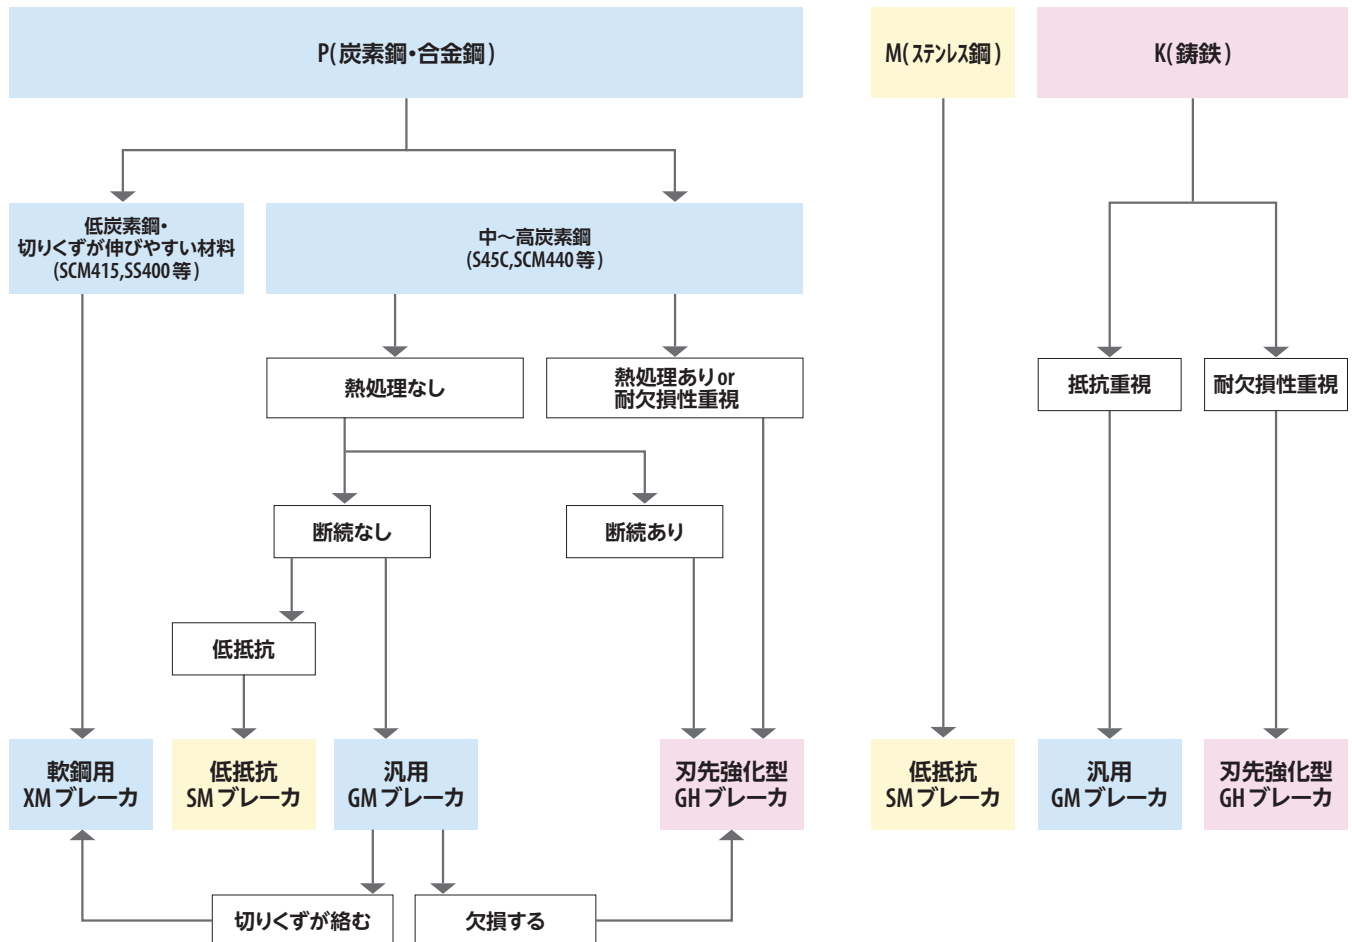 P(炭素鋼・合金鋼)
M(ステンレス鋼)
K(鋳鉄)
低炭素鋼・
切りくずが伸びやすい材料
(SCM415,SS400等)
中～高炭素鋼
(S45C,SCM440等)
熱処理なし
熱処理ありor
耐欠損性重視
抵抗重視
耐欠損性重視
断続なし
断続あり
低抵抗
軟鋼用
XMブレーカ
低抵抗
SMブレーカ
汎用
GMブレーカ
刃先強化型
GHブレーカ
低抵抗
SMブレーカ
汎用
GMブレーカ
刃先強化型
GHブレーカ
切りくずが絡む
欠損する